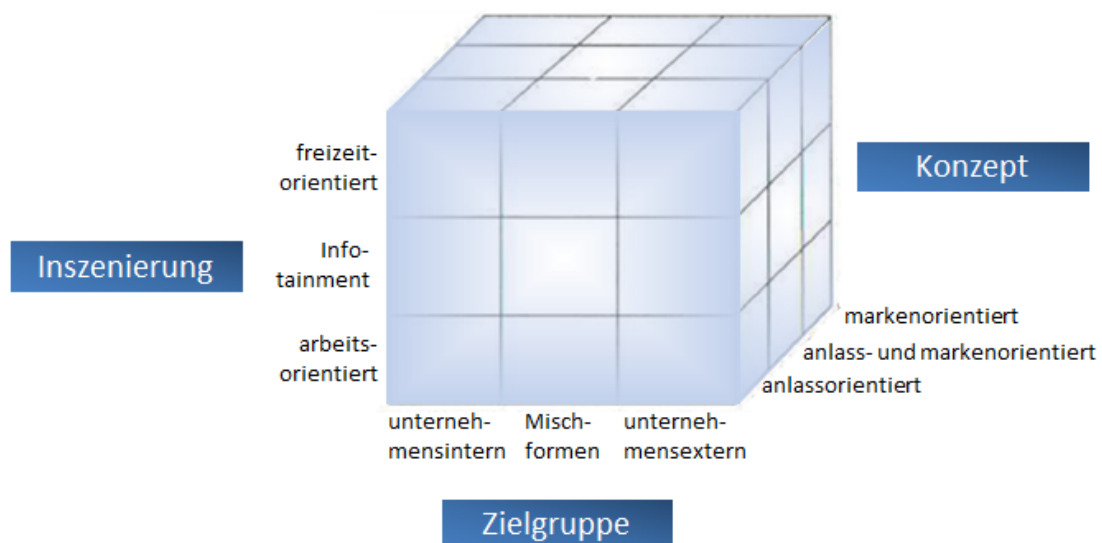 freizeit-
orientiert
Konzept
Inszenierung
Info-
tainment
arbeits-
orientiert
markenorientiert
anlass- und markenorientiert
anlassorientiert
unterneh-
mensintern
Misch-
formen
unterneh-
mensextern
Zielgruppe